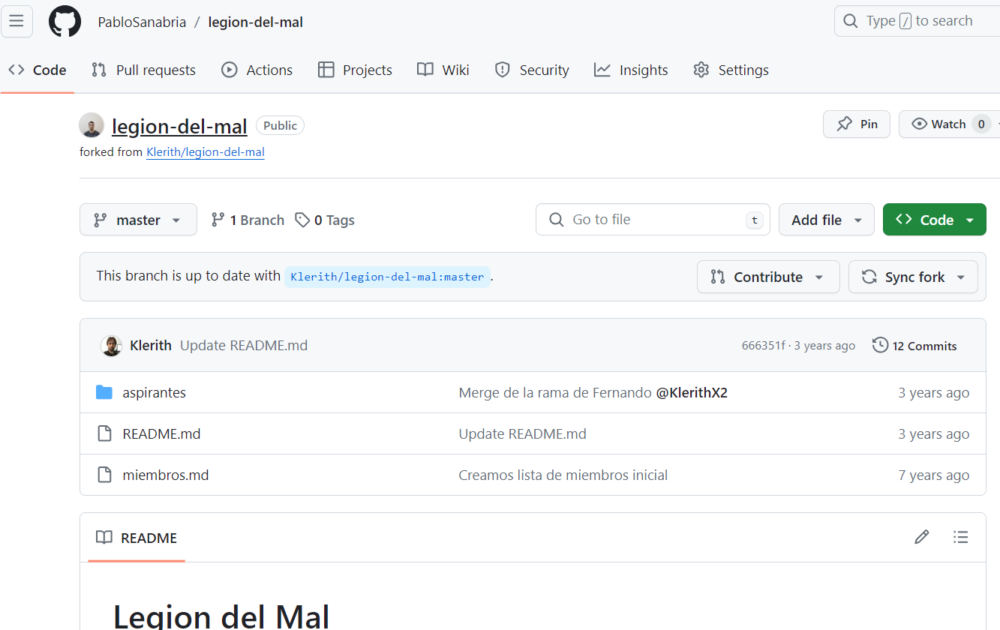 PabloSanabria / legion-del-mal
Type / to search
Code Pull requests Actions Projects Wiki Security Insights Settings
legion-del-mal Public
Pin Watch 0
forked from Klerith/legion-del-mal
master 1 Branch 0 Tags
Go to file t Add file Code
This branch is up to date with Klerith/legion-del-mal:master.
Contribute Sync fork
Klerith Update README.md 666351f · 3 years ago 12 Commits
aspirantes Merge de la rama de Fernando @KlerithX2 3 years ago
README.md Update README.md 3 years ago
miembros.md Creamos lista de miembros inicial 7 years ago
README
Legion del Mal